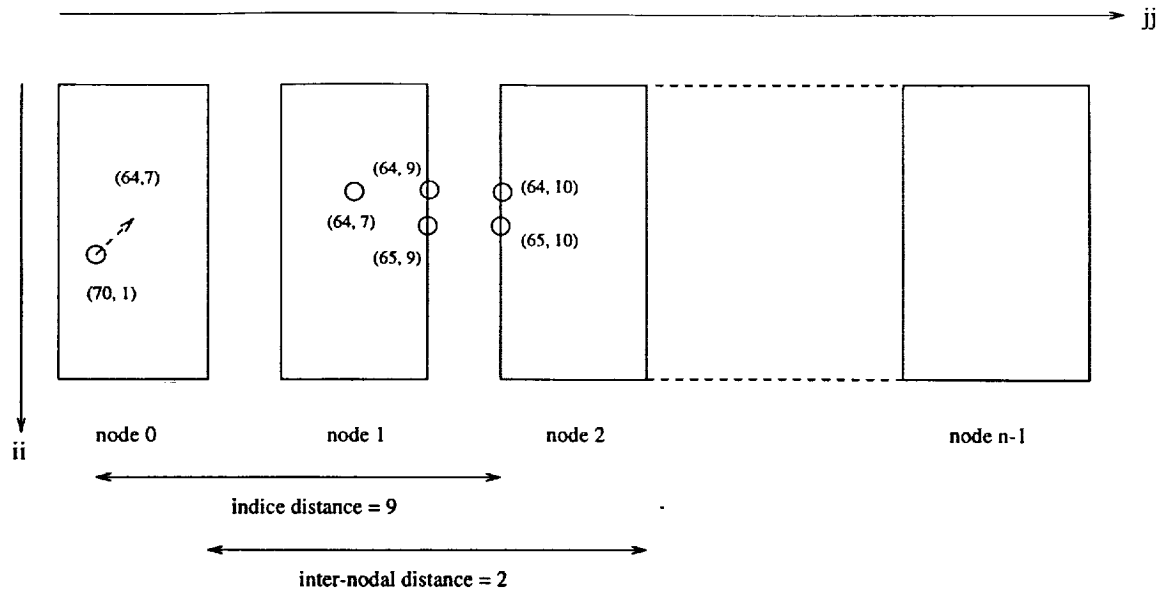 jj
(64, 9)
(64, 10)
(64,7)
(64, 7)
(65, 10)
(65, 9)
(70, 1)
node 0
node 1
node 2
node n-1
ii
indice distance = 9
inter-nodal distance = 2